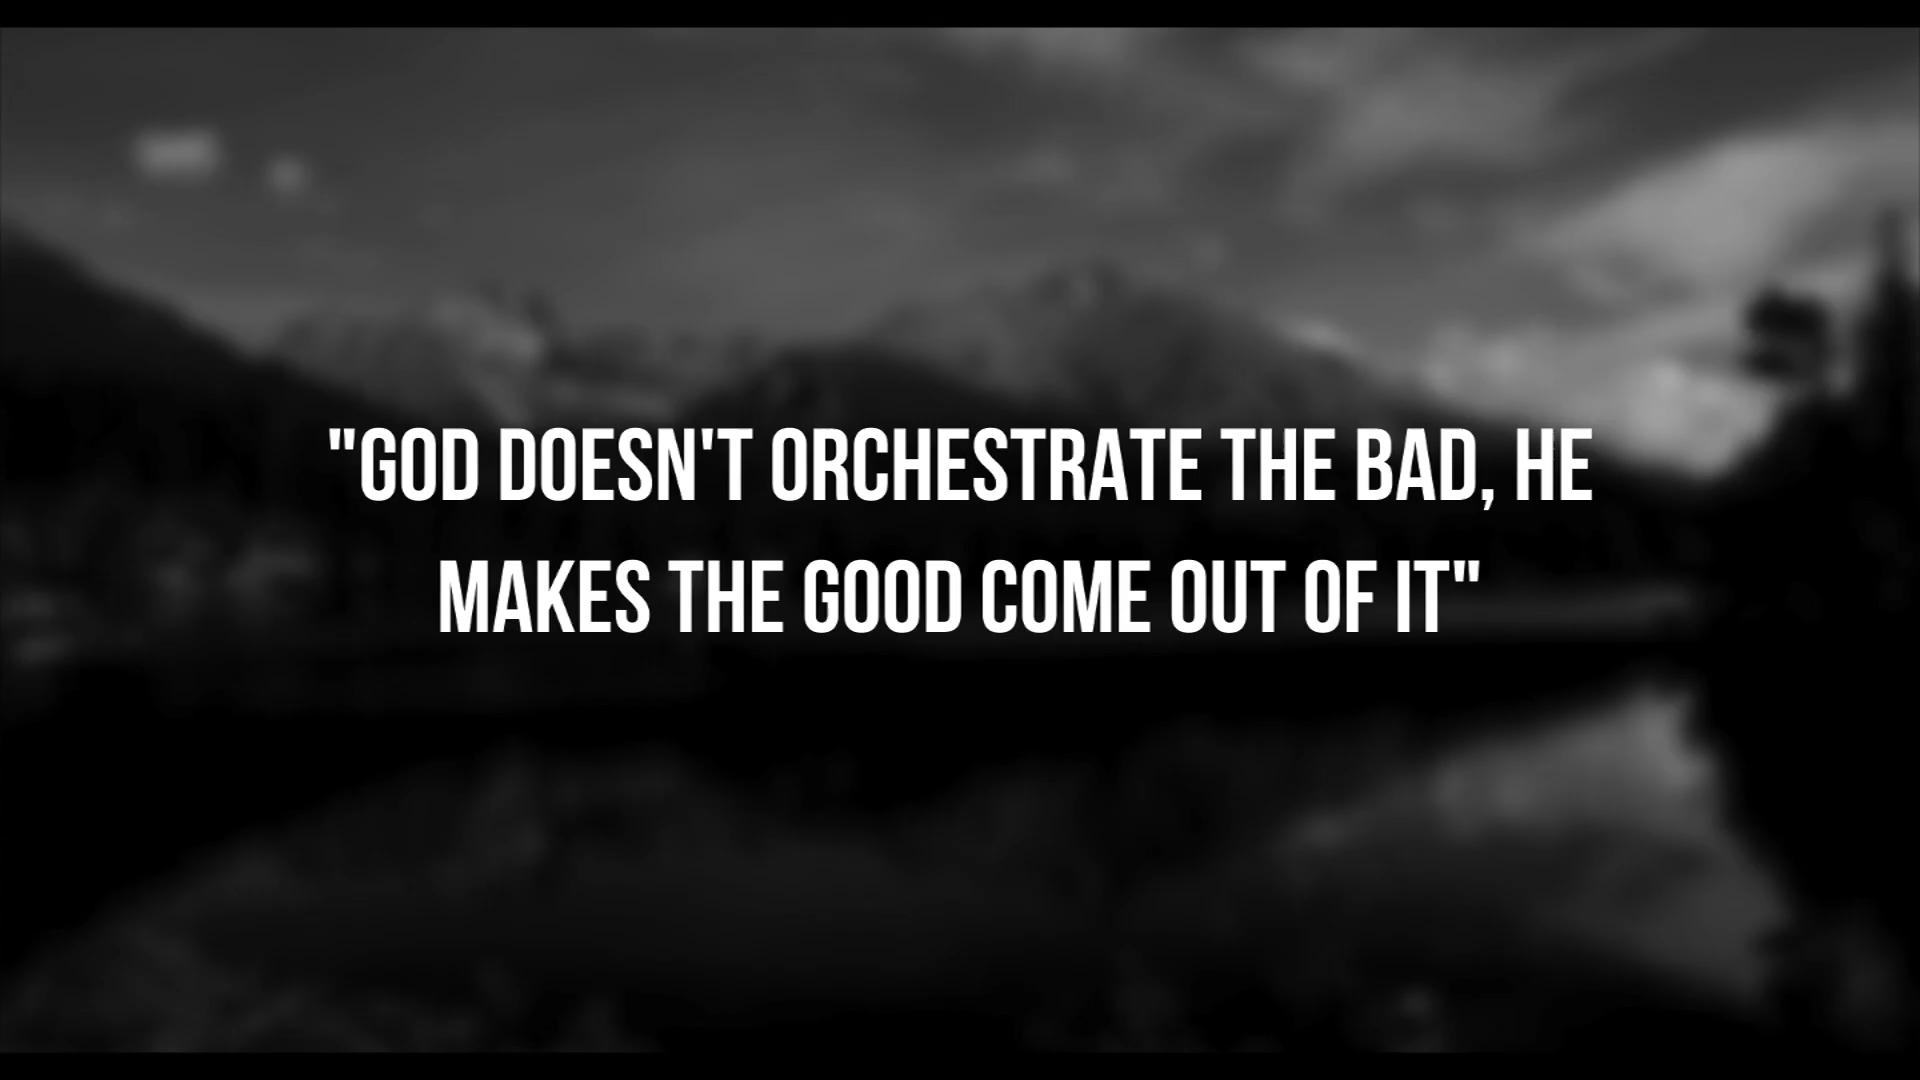 "GOD DOESN'T ORCHESTRATE THE BAD, HE
MAKES THE GOOD COME OUT OF IT"